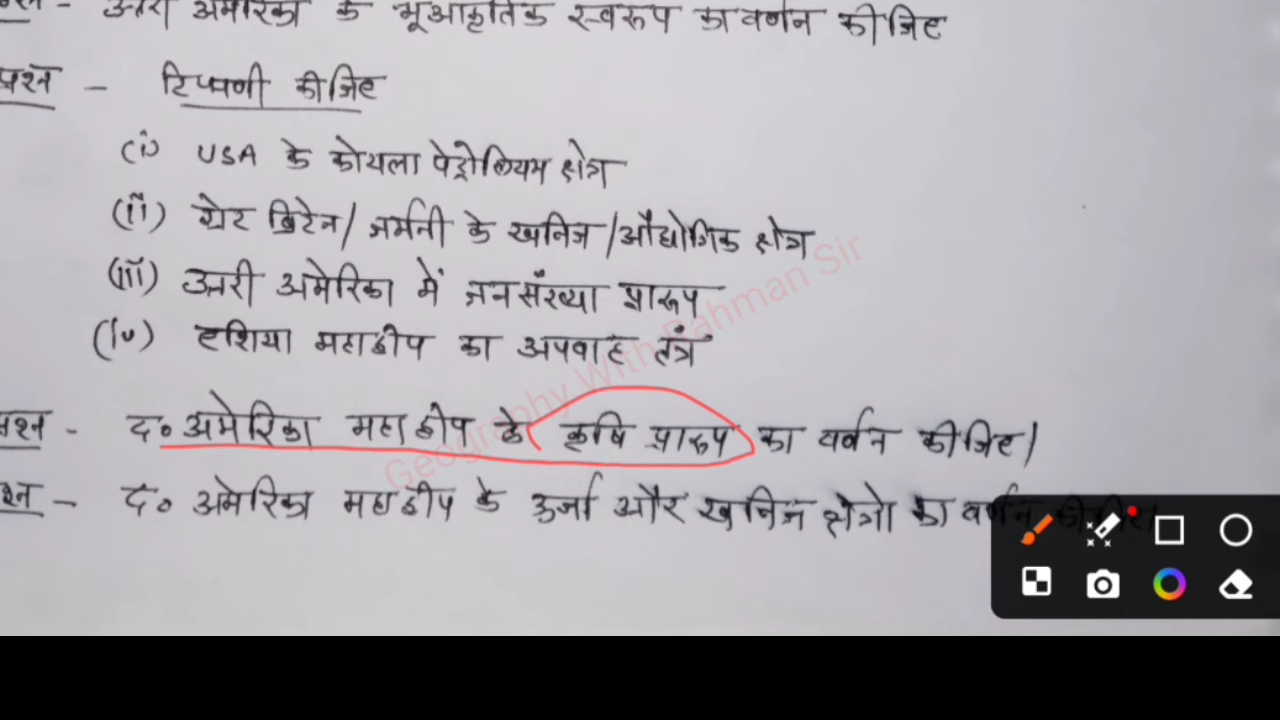 उत्तरी अमेरिका के भूआकृतिक स्वरूप का वर्णन कीजिए
प्रश्न - टिप्पणी कीजिए
(i) USA के कोयला पेट्रोलियम क्षेत्र
(ii) ग्रेट ब्रिटेन / जर्मनी के खनिज / औद्योगिक क्षेत्र
(iii) उत्तरी अमेरिका में जनसंख्या प्रारूप
(iv) एशिया महाद्वीप का अपवाह तंत्र
प्रश्न - द॰ अमेरिका महाद्वीप के कृषि प्रारूप का वर्णन कीजिए।
प्रश्न - द॰ अमेरिका महाद्वीप के ऊर्जा और खनिज क्षेत्रो का वर्णन कीजिए।
Geography With Rahman Sir